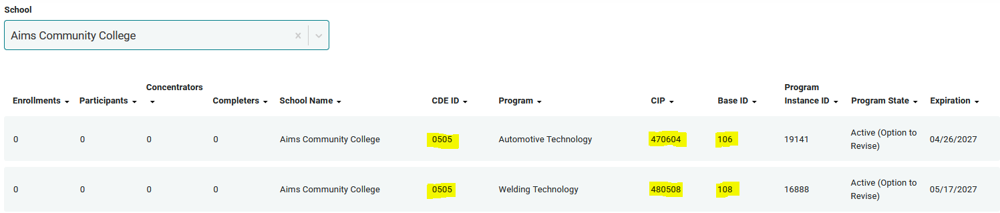 School
Aims Community College
Enrollments Participants Concentrators Completers School Name CDE ID Program CIP Base ID Program Instance ID Program State Expiration
0 0 0 0 Aims Community College 0505 Automotive Technology 470604 106 19141 Active (Option to Revise) 04/26/2027
0 0 0 0 Aims Community College 0505 Welding Technology 480508 108 16888 Active (Option to Revise) 05/17/2027